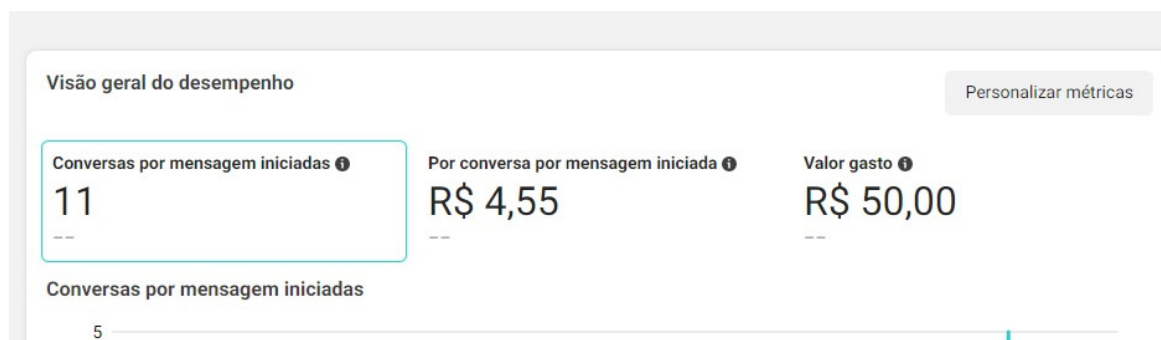 Visão geral do desempenho
Personalizar métricas
Conversas por mensagem iniciadas
11
--
Por conversa por mensagem iniciada
R$ 4,55
--
Valor gasto
R$ 50,00
--
Conversas por mensagem iniciadas
5